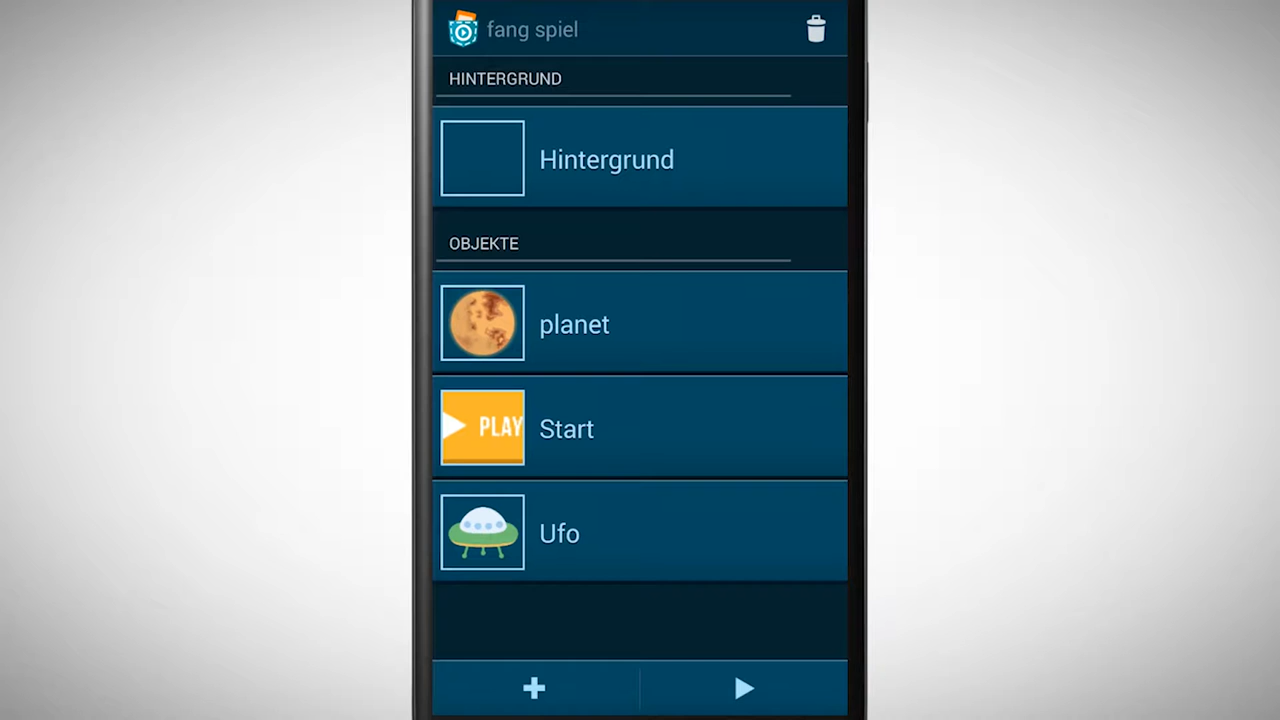 fang spiel
HINTERGRUND
Hintergrund
OBJEKTE
planet
PLAY
Start
Ufo